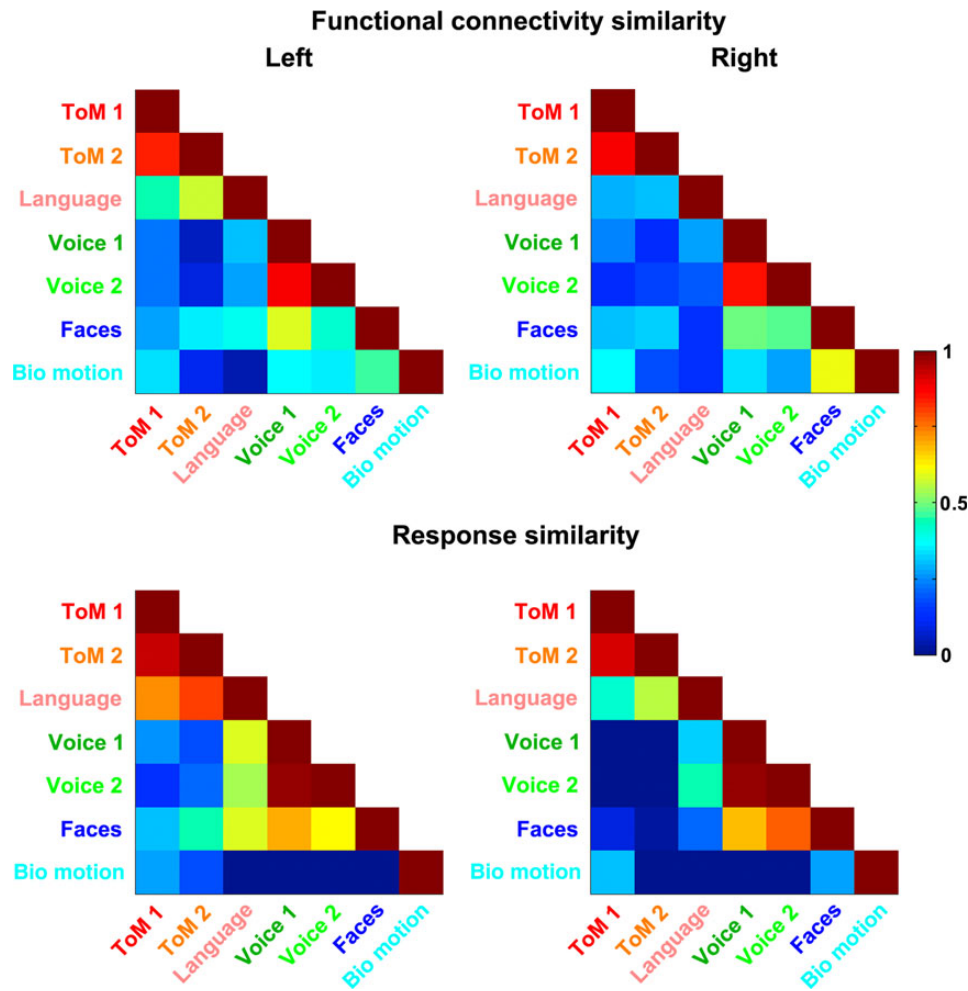 Functional connectivity similarity
Left
Right
ToM 1
ToM 2
Language
Voice 1
Voice 2
Faces
Bio motion
ToM 1
ToM 2
Language
Voice 1
Voice 2
Faces
Bio motion
ToM 1
ToM 2
Language
Voice 1
Voice 2
Faces
Bio motion
ToM 1
ToM 2
Language
Voice 1
Voice 2
Faces
Bio motion
1
0.5
0
Response similarity
ToM 1
ToM 2
Language
Voice 1
Voice 2
Faces
Bio motion
ToM 1
ToM 2
Language
Voice 1
Voice 2
Faces
Bio motion
ToM 1
ToM 2
Language
Voice 1
Voice 2
Faces
Bio motion
ToM 1
ToM 2
Language
Voice 1
Voice 2
Faces
Bio motion